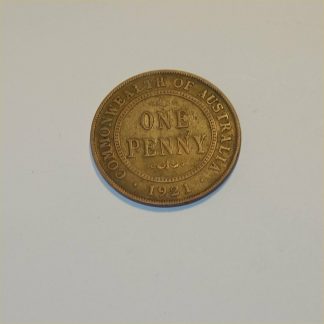 COMMONWEALTH OF AUSTRALIA
ONE
PENNY
· 1921 ·